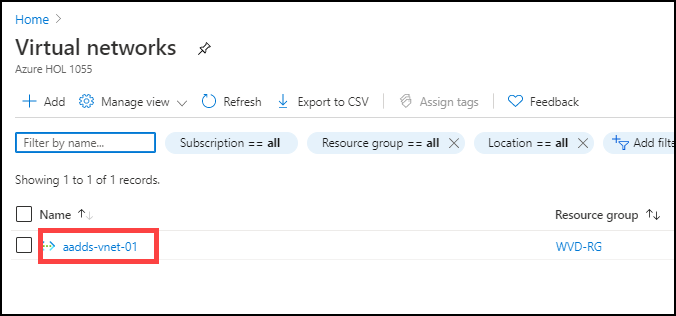 Home >
Virtual networks
Azure HOL 1055
Add Manage view Refresh Export to CSV Assign tags Feedback
Filter by name... Subscription == all Resource group == all Location == all Add filte
Showing 1 to 1 of 1 records.
Name ↑↓ Resource group ↑↓
aadds-vnet-01 WVD-RG